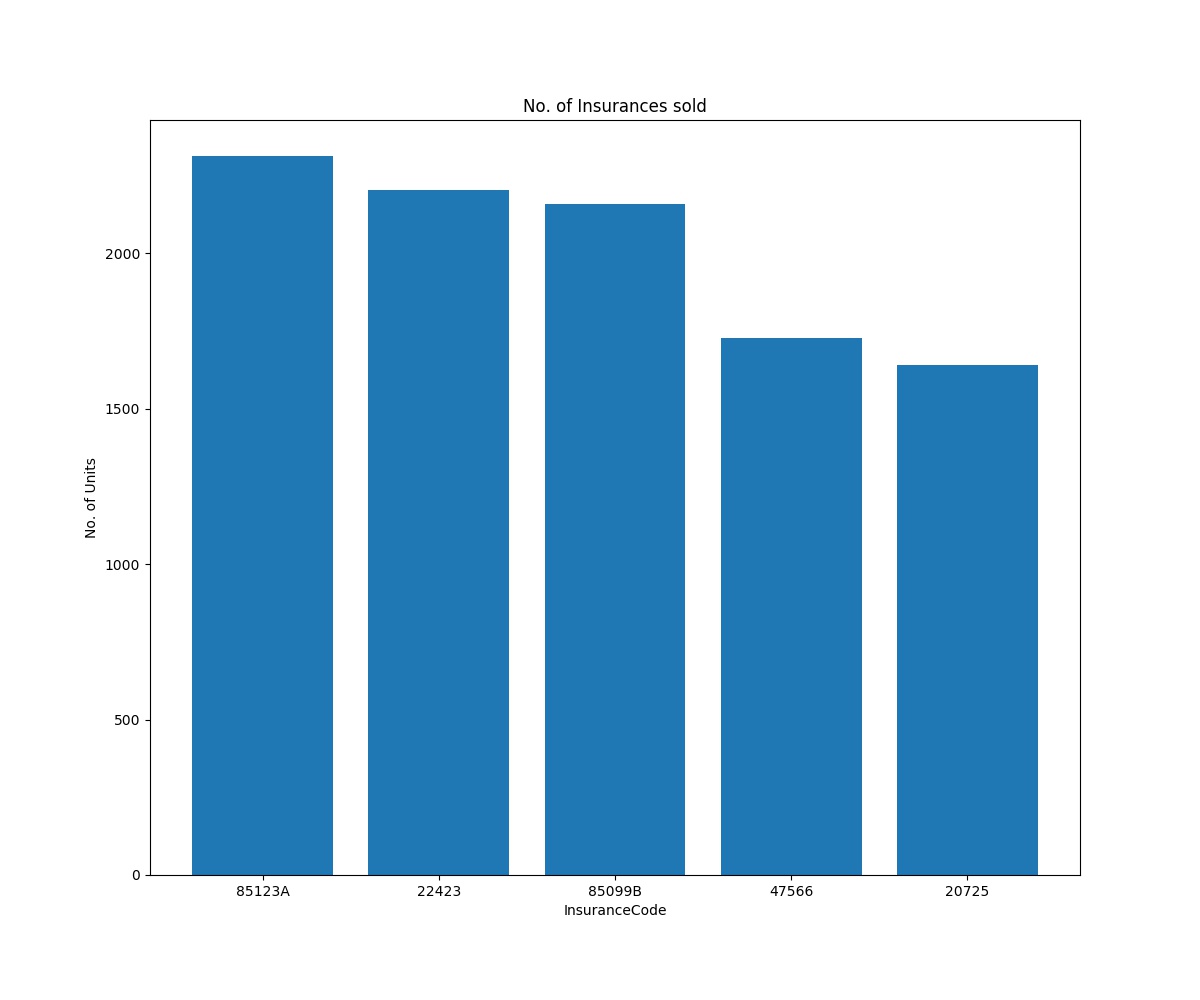 No. of Insurances sold
No. of Units
2000
1500
1000
500
0
85123A 22423 85099B 47566 20725
InsuranceCode